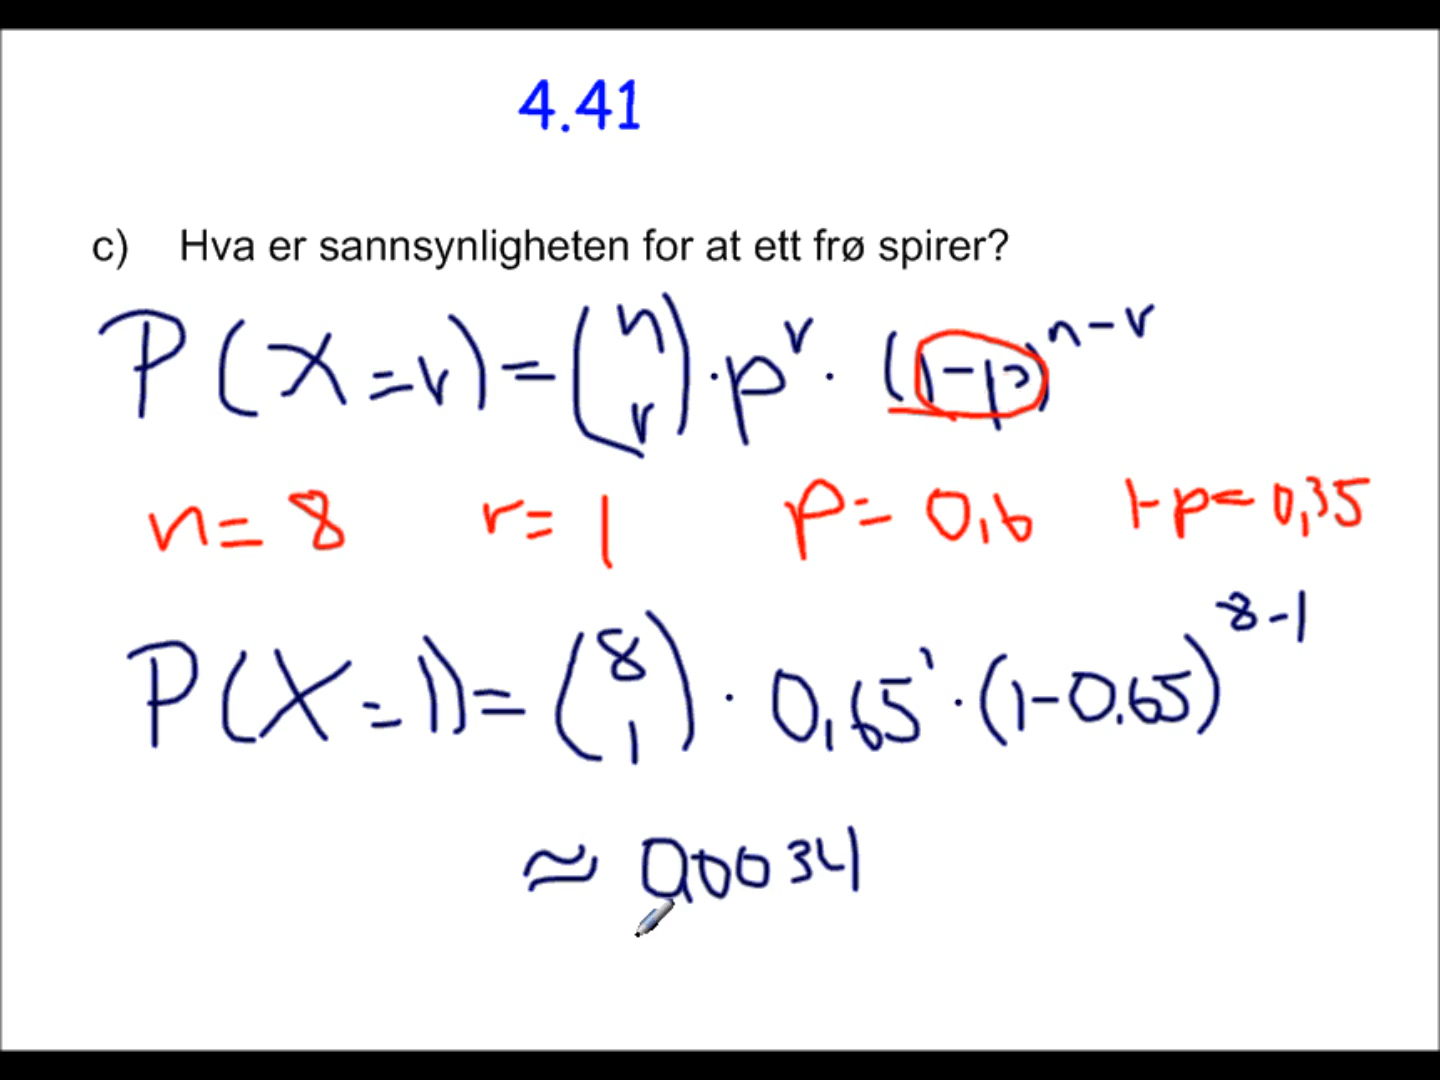 4.41
c) Hva er sannsynligheten for at ett frø spirer?
P(X=r)=(n r)·p^r·(1-p)^n-r
n=8 r=1 p=0,6 1-p=0,35
P(X=1)=(8 1)·0,65^1·(1-0.65)^8-1
≈ 0,0034